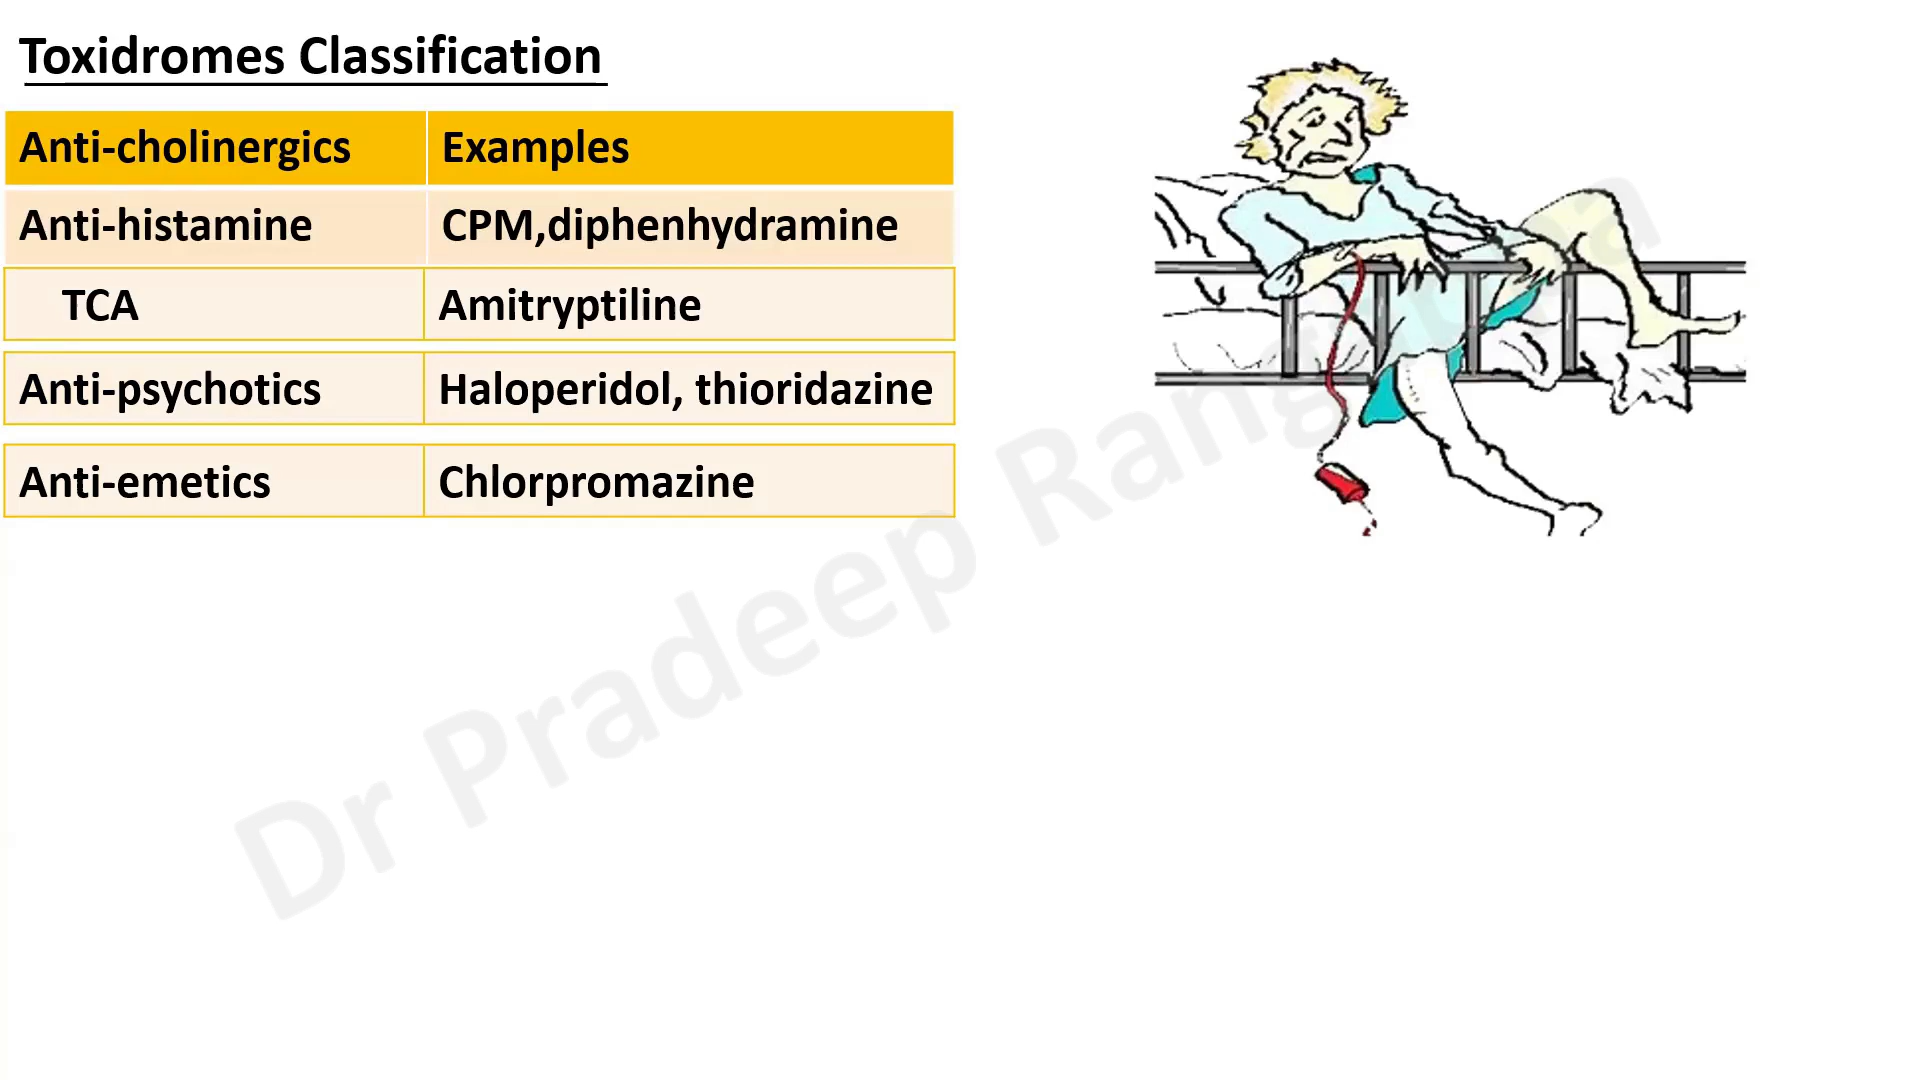 Toxidromes Classification
Anti-cholinergics Examples
Anti-histamine CPM,diphenhydramine
TCA Amitryptiline
Anti-psychotics Haloperidol, thioridazine
Anti-emetics Chlorpromazine
Dr Pradeep